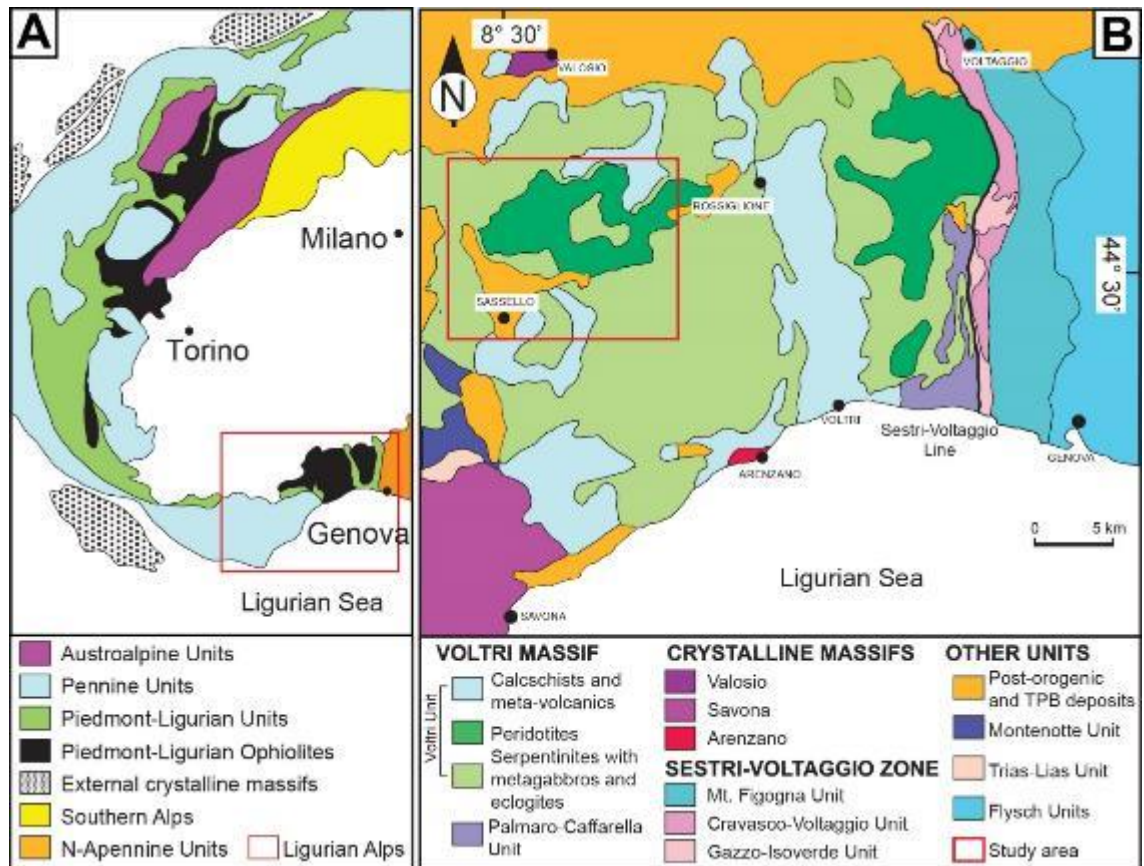 A
Milano
Torino
Genova
Ligurian Sea
Austroalpine Units
Pennine Units
Piedmont-Ligurian Units
Piedmont-Ligurian Ophiolites
External crystalline massifs
Southern Alps
N-Apennine Units
Ligurian Alps
B
8° 30'
N
VALOSIO
VOLTAGGIO
ROSSIGLIONE
44° 30'
SASSELLO
VOLTRI
Sestri-Voltaggio
Line
GENOVA
ARENZANO
0 5 km
Ligurian Sea
SAVONA
VOLTRI MASSIF
Voltri Unit
Calcschists and
meta-volcanics
Peridotites
Serpentinites with
metagabbros and
eclogites
Palmaro-Caffarella
Unit
CRYSTALLINE MASSIFS
Valosio
Savona
Arenzano
SESTRI-VOLTAGGIO ZONE
Mt. Figogna Unit
Cravasco-Voltaggio Unit
Gazzo-Isoverde Unit
OTHER UNITS
Post-orogenic
and TPB deposits
Montenotte Unit
Trias-Lias Unit
Flysch Units
Study area